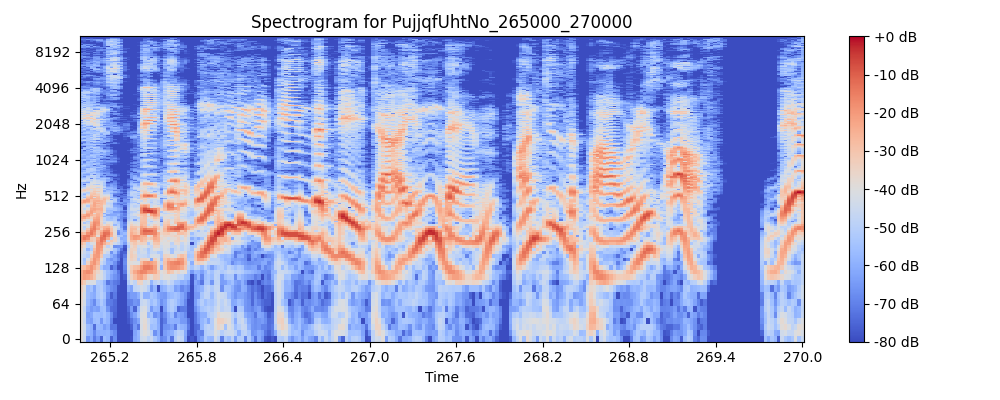 Spectrogram for PujjqfUhtNo_265000_270000
8192
4096
2048
1024
512
256
128
64
0
Hz
265.2 265.8 266.4 267.0 267.6 268.2 268.8 269.4 270.0
Time
+0 dB
-10 dB
-20 dB
-30 dB
-40 dB
-50 dB
-60 dB
-70 dB
-80 dB